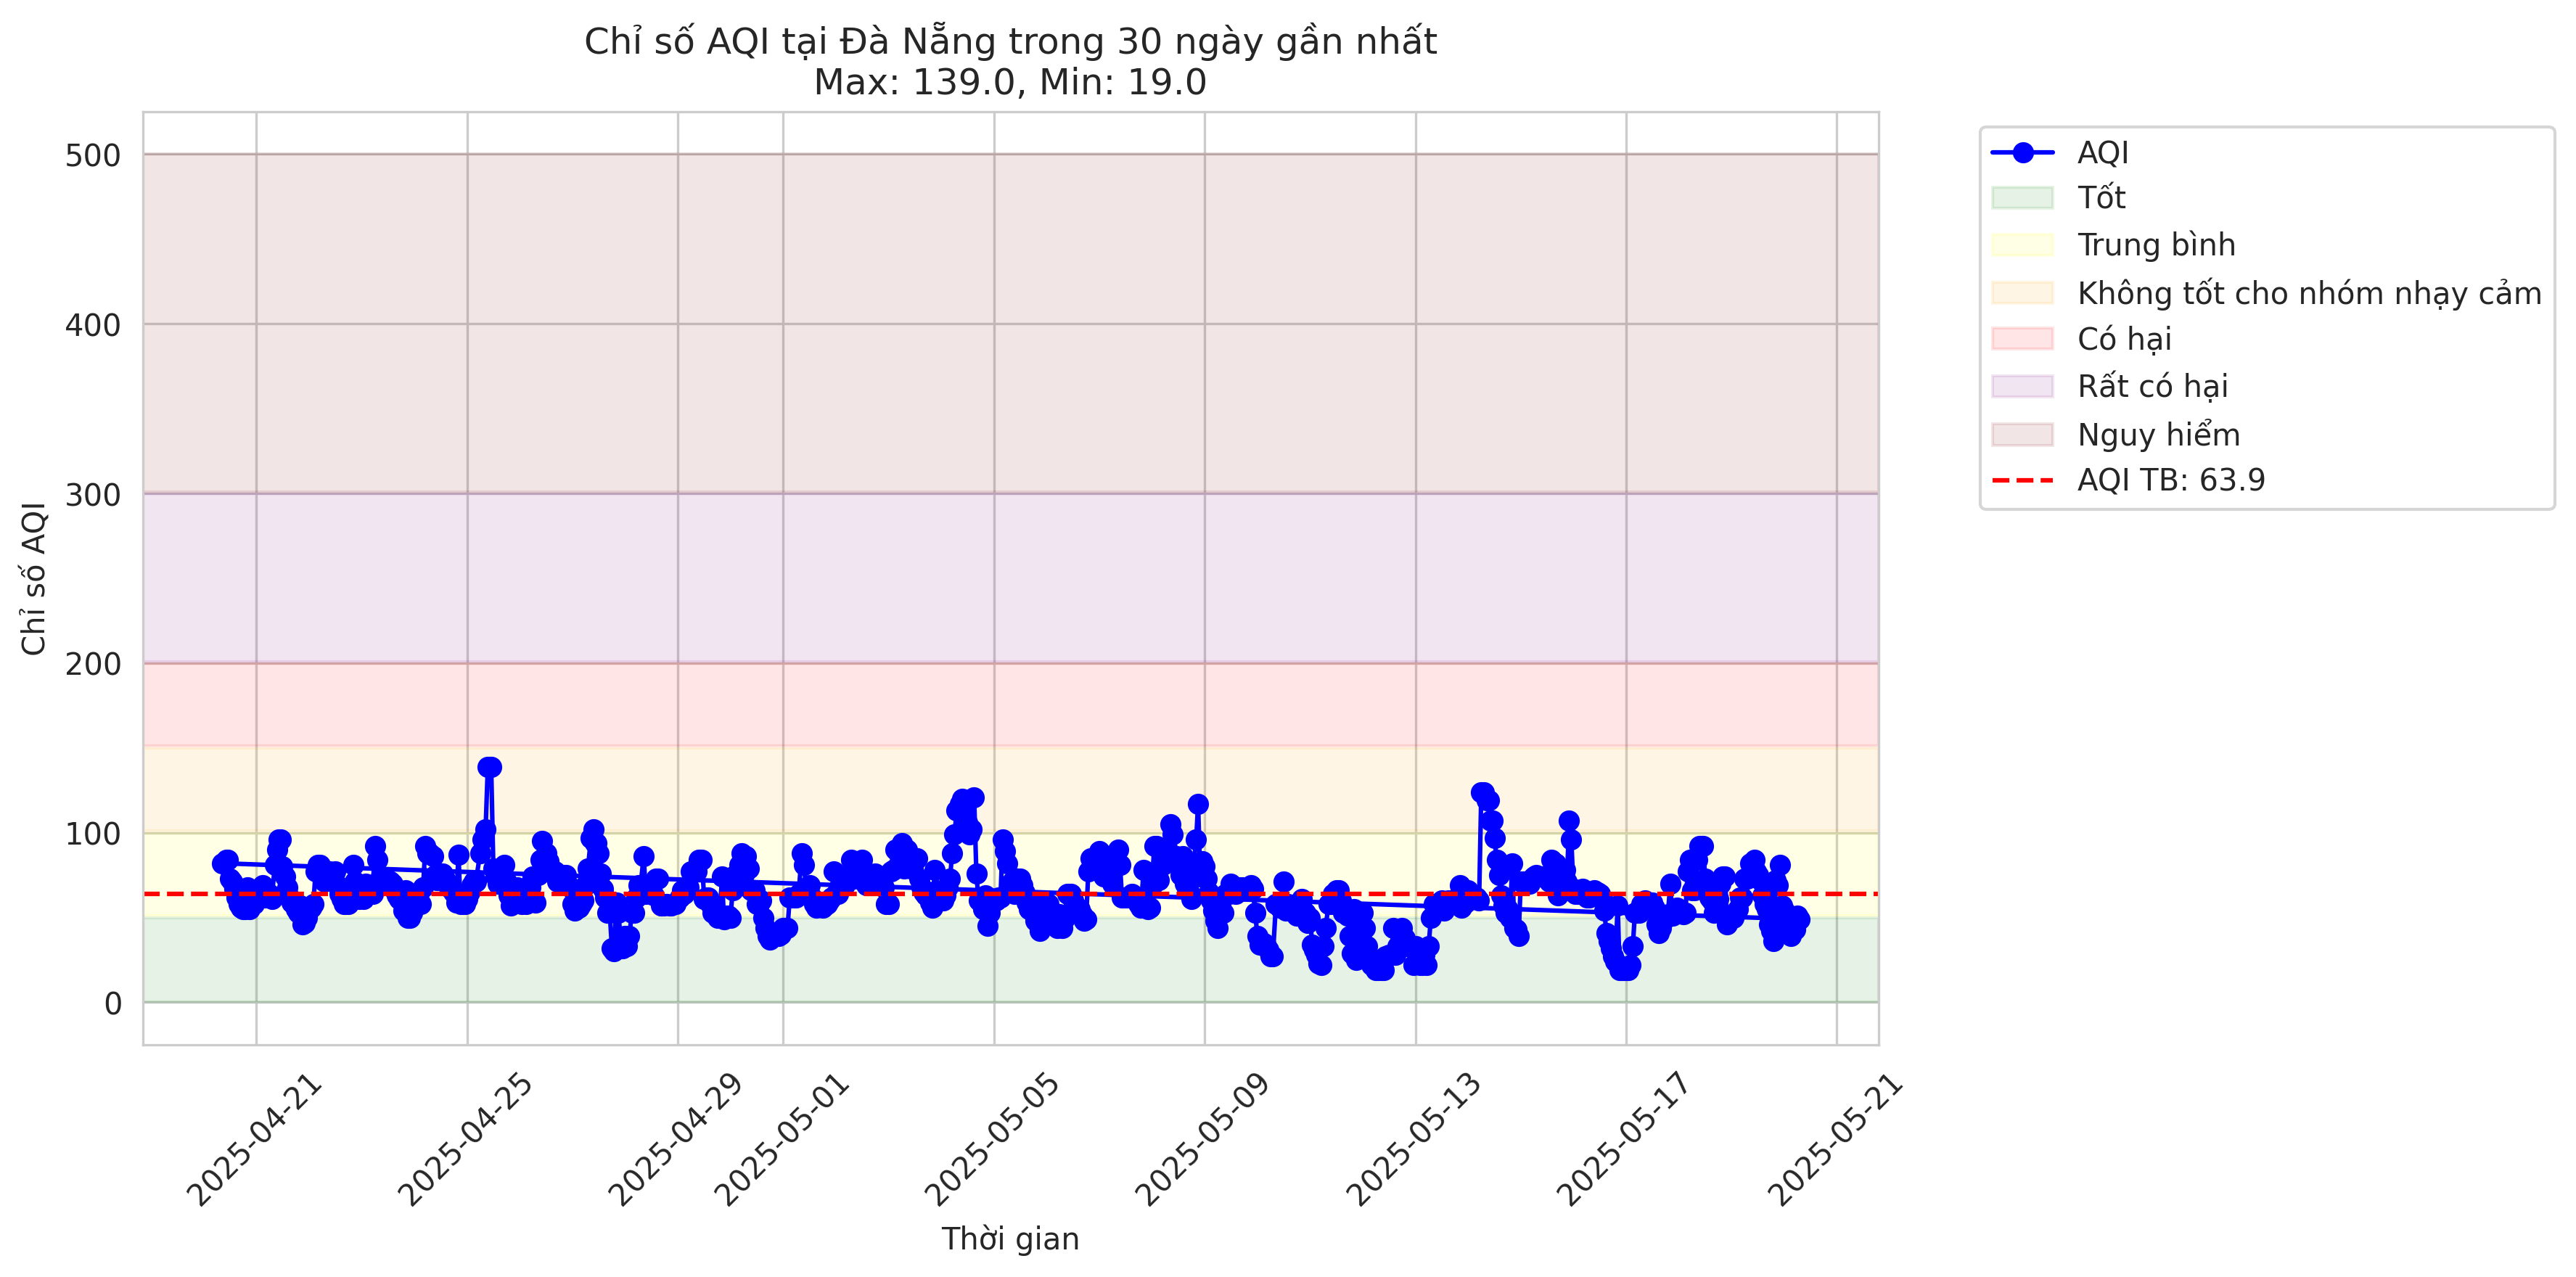 Chỉ số AQI tại Đà Nẵng trong 30 ngày gần nhất
Max: 139.0, Min: 19.0
Chỉ số AQI
500
400
300
200
100
0
2025-04-21
2025-04-25
2025-04-29
2025-05-01
2025-05-05
2025-05-09
2025-05-13
2025-05-17
2025-05-21
Thời gian
AQI
Tốt
Trung bình
Không tốt cho nhóm nhạy cảm
Có hại
Rất có hại
Nguy hiểm
AQI TB: 63.9